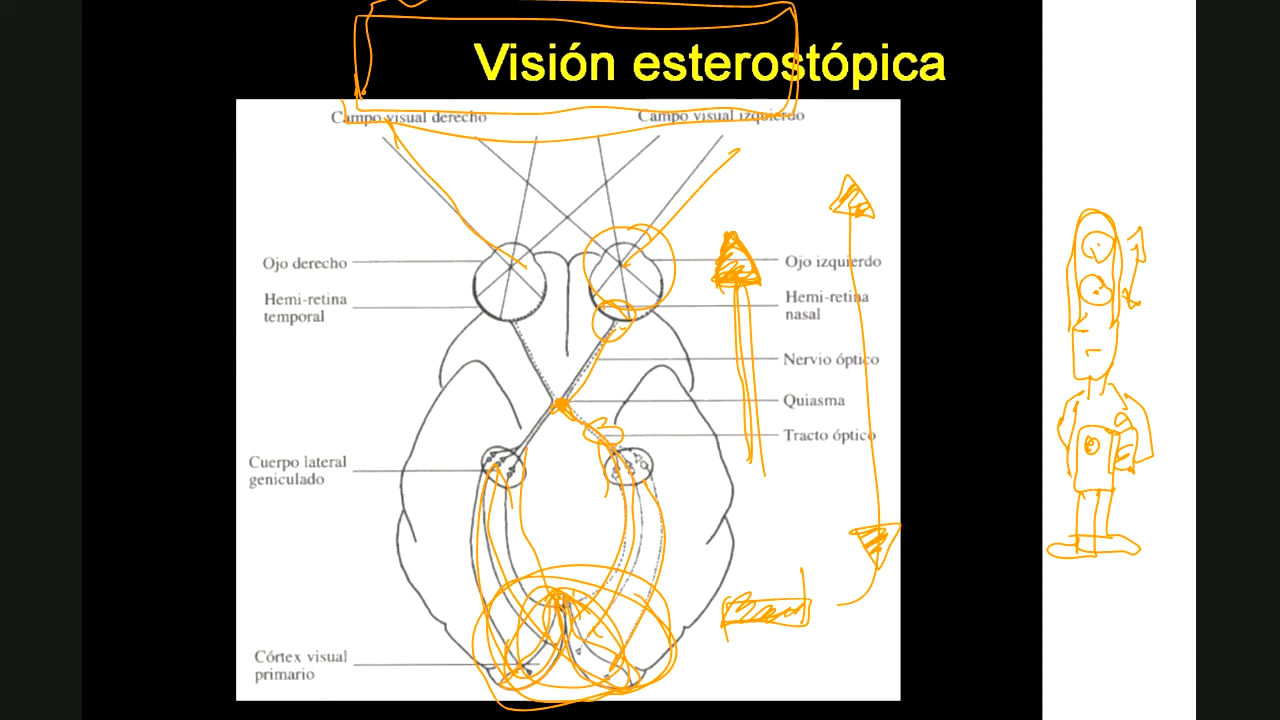 Visión esterostópica
Campo visual derecho
Campo visual izquierdo
Ojo derecho
Hemi-retina
temporal
Cuerpo lateral
geniculado
Córtex visual
primario
Ojo izquierdo
Hemi-retina
nasal
Nervio óptico
Quiasma
Tracto óptico